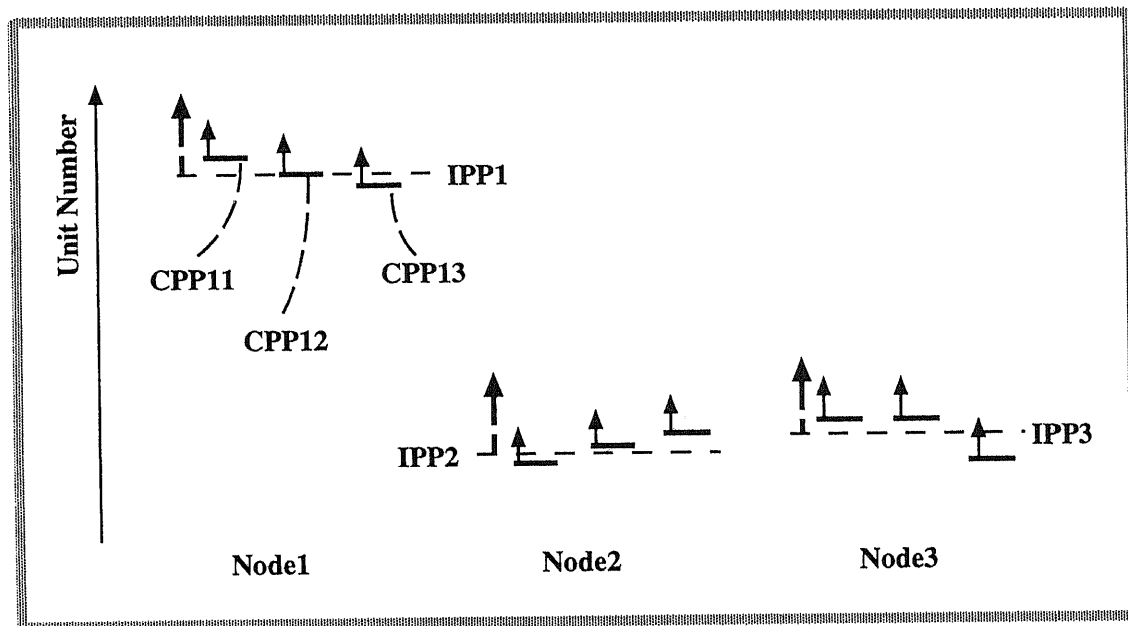 Unit Number
IPP1
CPP11
CPP13
CPP12
IPP2
IPP3
Node1
Node2
Node3